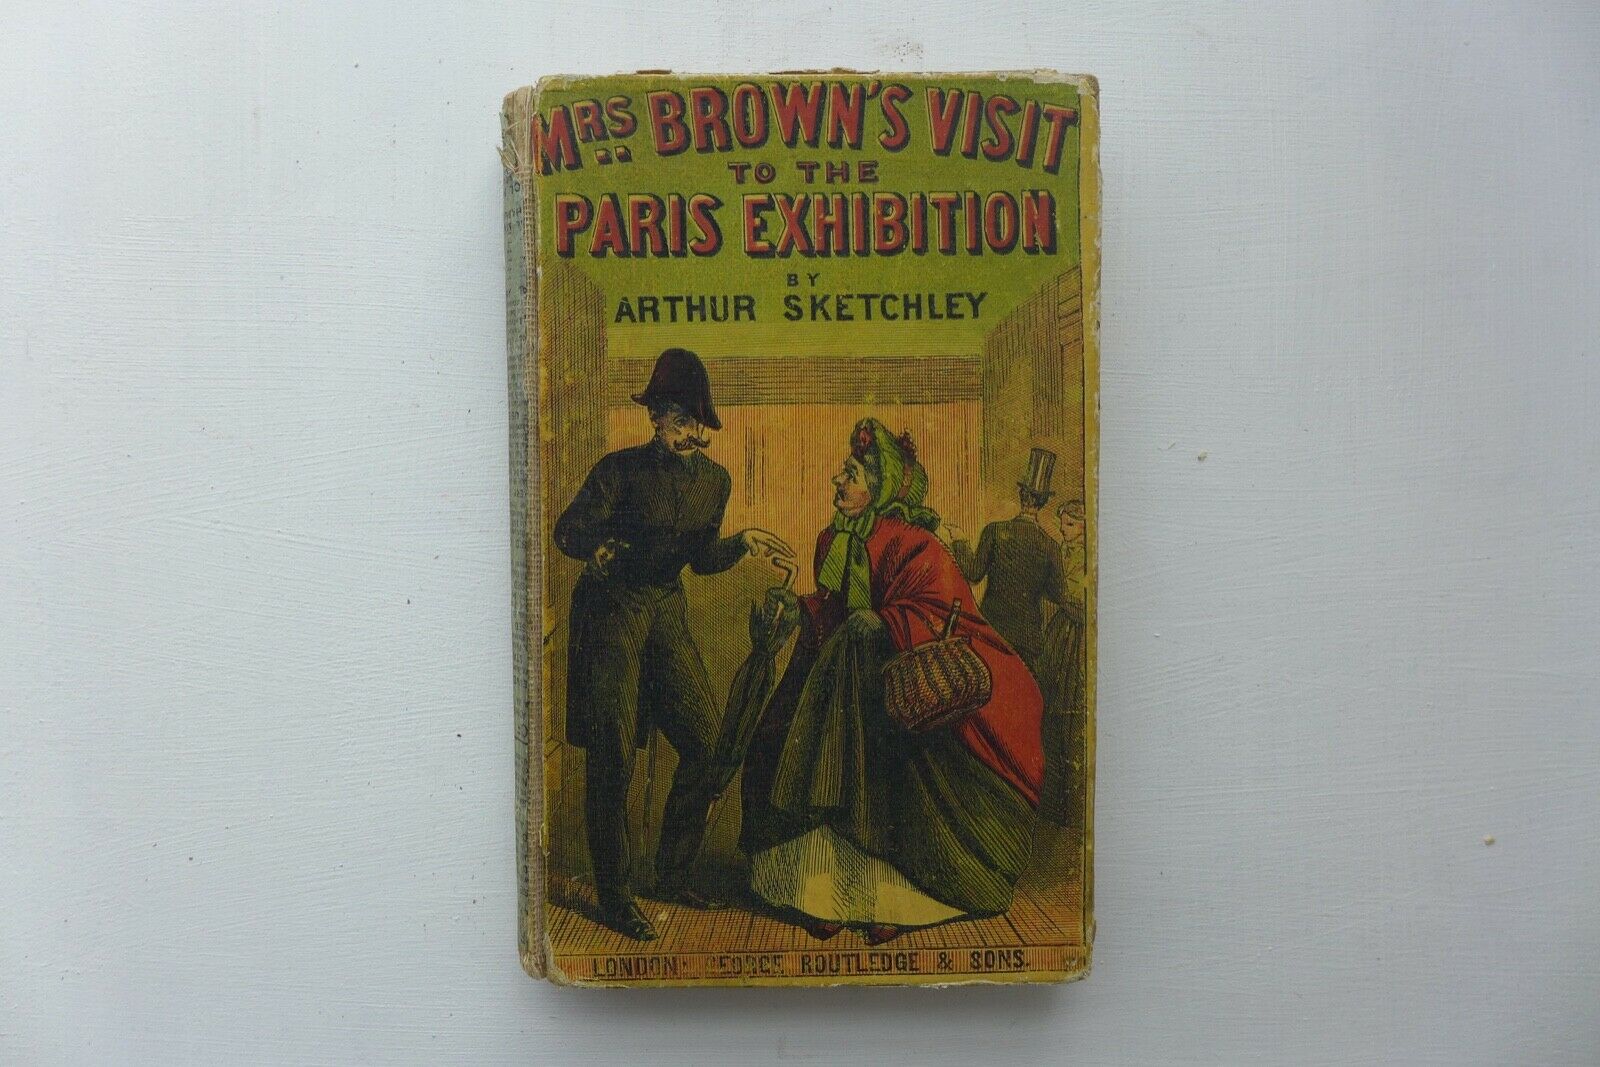 MRS BROWN'S VISIT
TO THE
PARIS EXHIBITION
BY
ARTHUR SKETCHLEY
LONDON: GEORGE ROUTLEDGE & SONS.